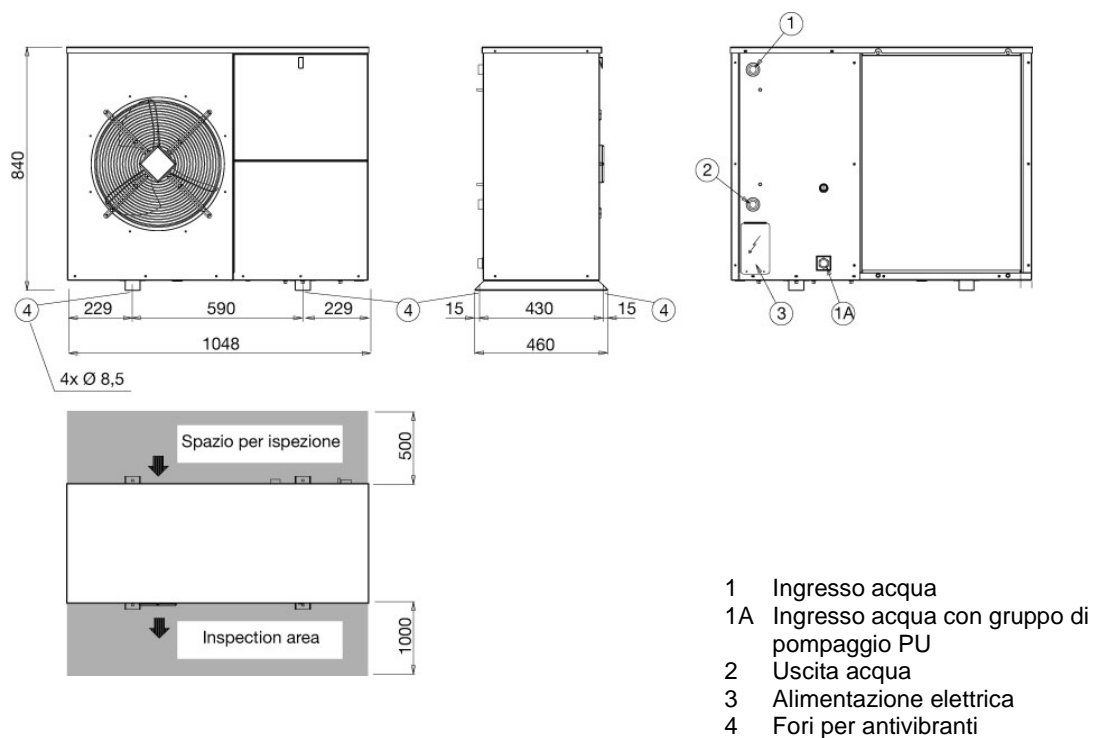 1
2
840
4
229
590
229
4
15
430
15
4
3
1A
1048
460
4x Ø 8,5
Spazio per ispezione
500
Inspection area
1000
1 Ingresso acqua
1A Ingresso acqua con gruppo di
pompaggio PU
2 Uscita acqua
3 Alimentazione elettrica
4 Fori per antivibranti